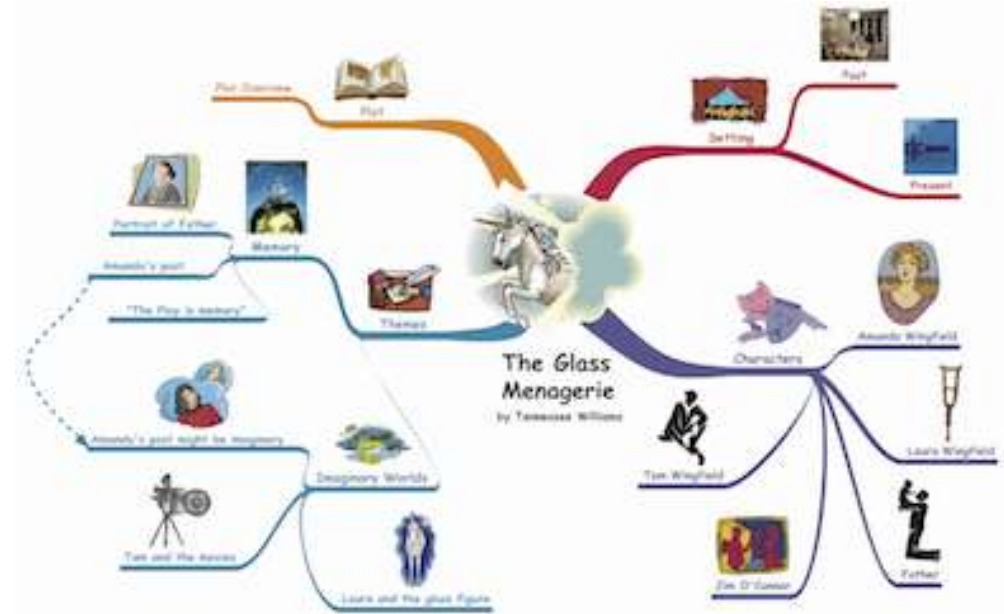 The Glass
Menagerie
by Tennessee Williams
Plot
Plot Overview
Setting
Past
Present
Themes
Memory
Portrait of Father
Amanda's past
"The Play is memory"
Imaginary Worlds
Amanda's past might be imaginary
Tom and the movies
Laura and the glass figure
Characters
Amanda Wingfield
Laura Wingfield
Father
Jim O'Connor
Tom Wingfield